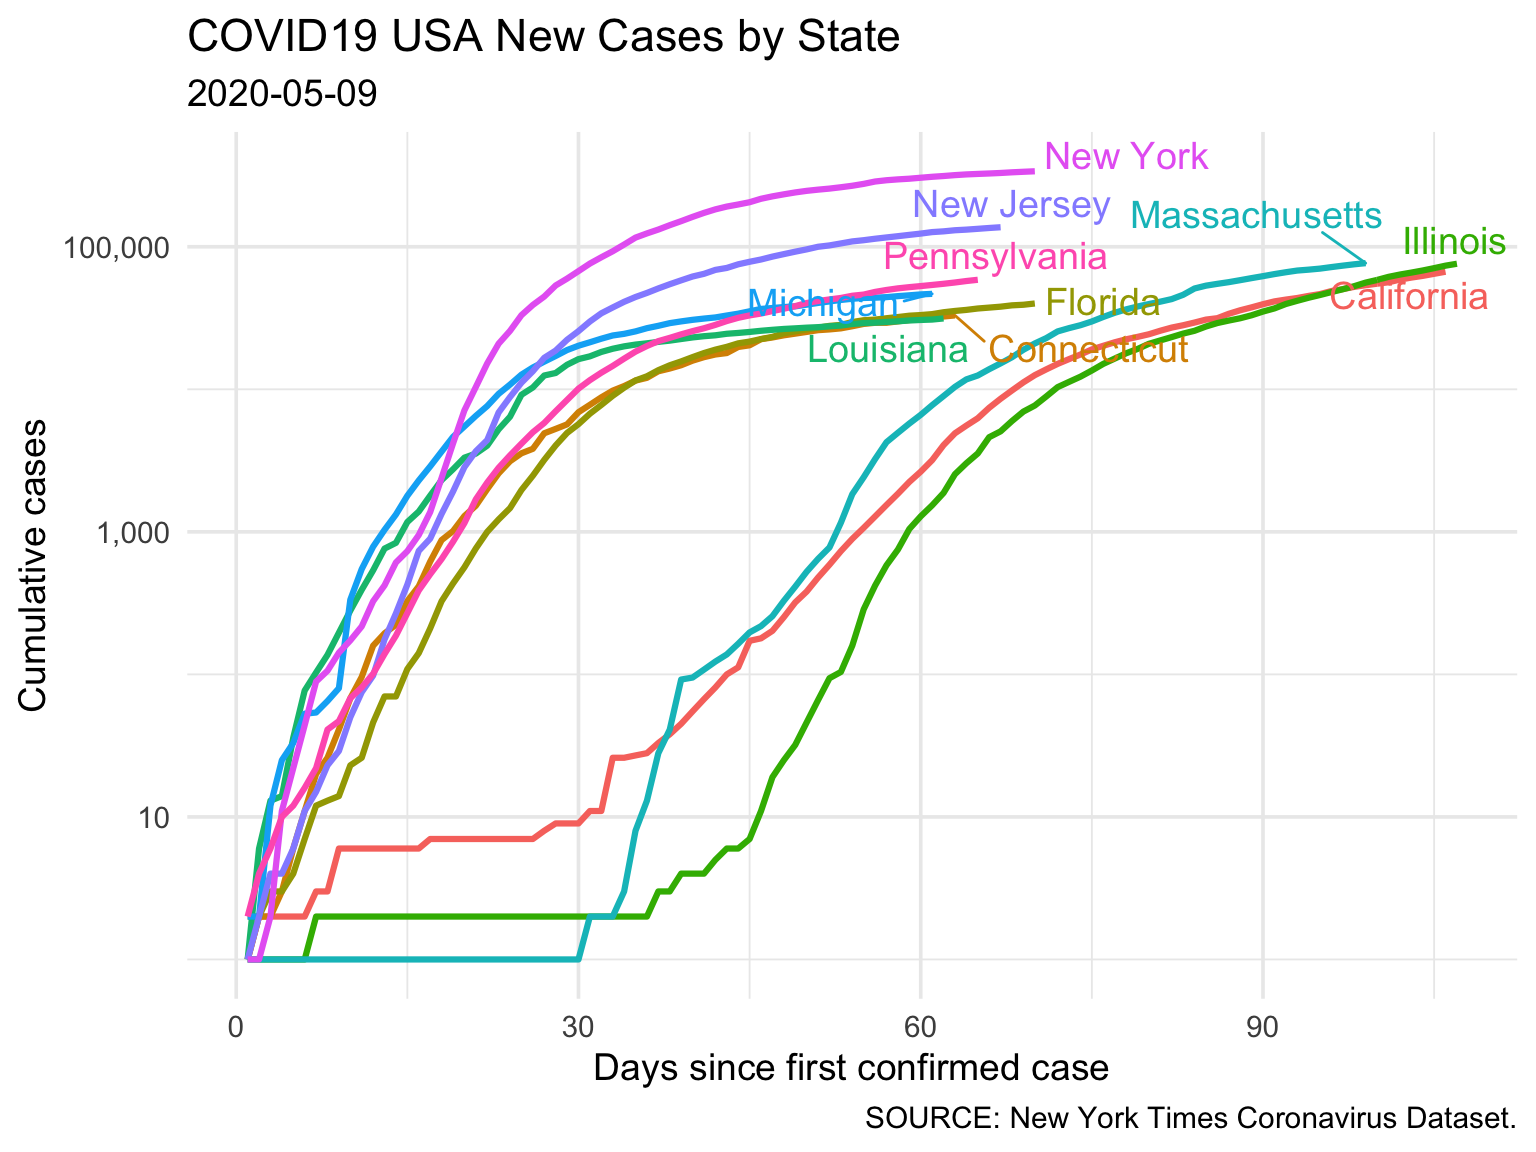 COVID19 USA New Cases by State
2020-05-09
New York
New Jersey
Massachusetts
Illinois
Pennsylvania
Michigan
Florida
California
Louisiana
Connecticut
100,000
1,000
10
Cumulative cases
0 30 60 90
Days since first confirmed case
SOURCE: New York Times Coronavirus Dataset.